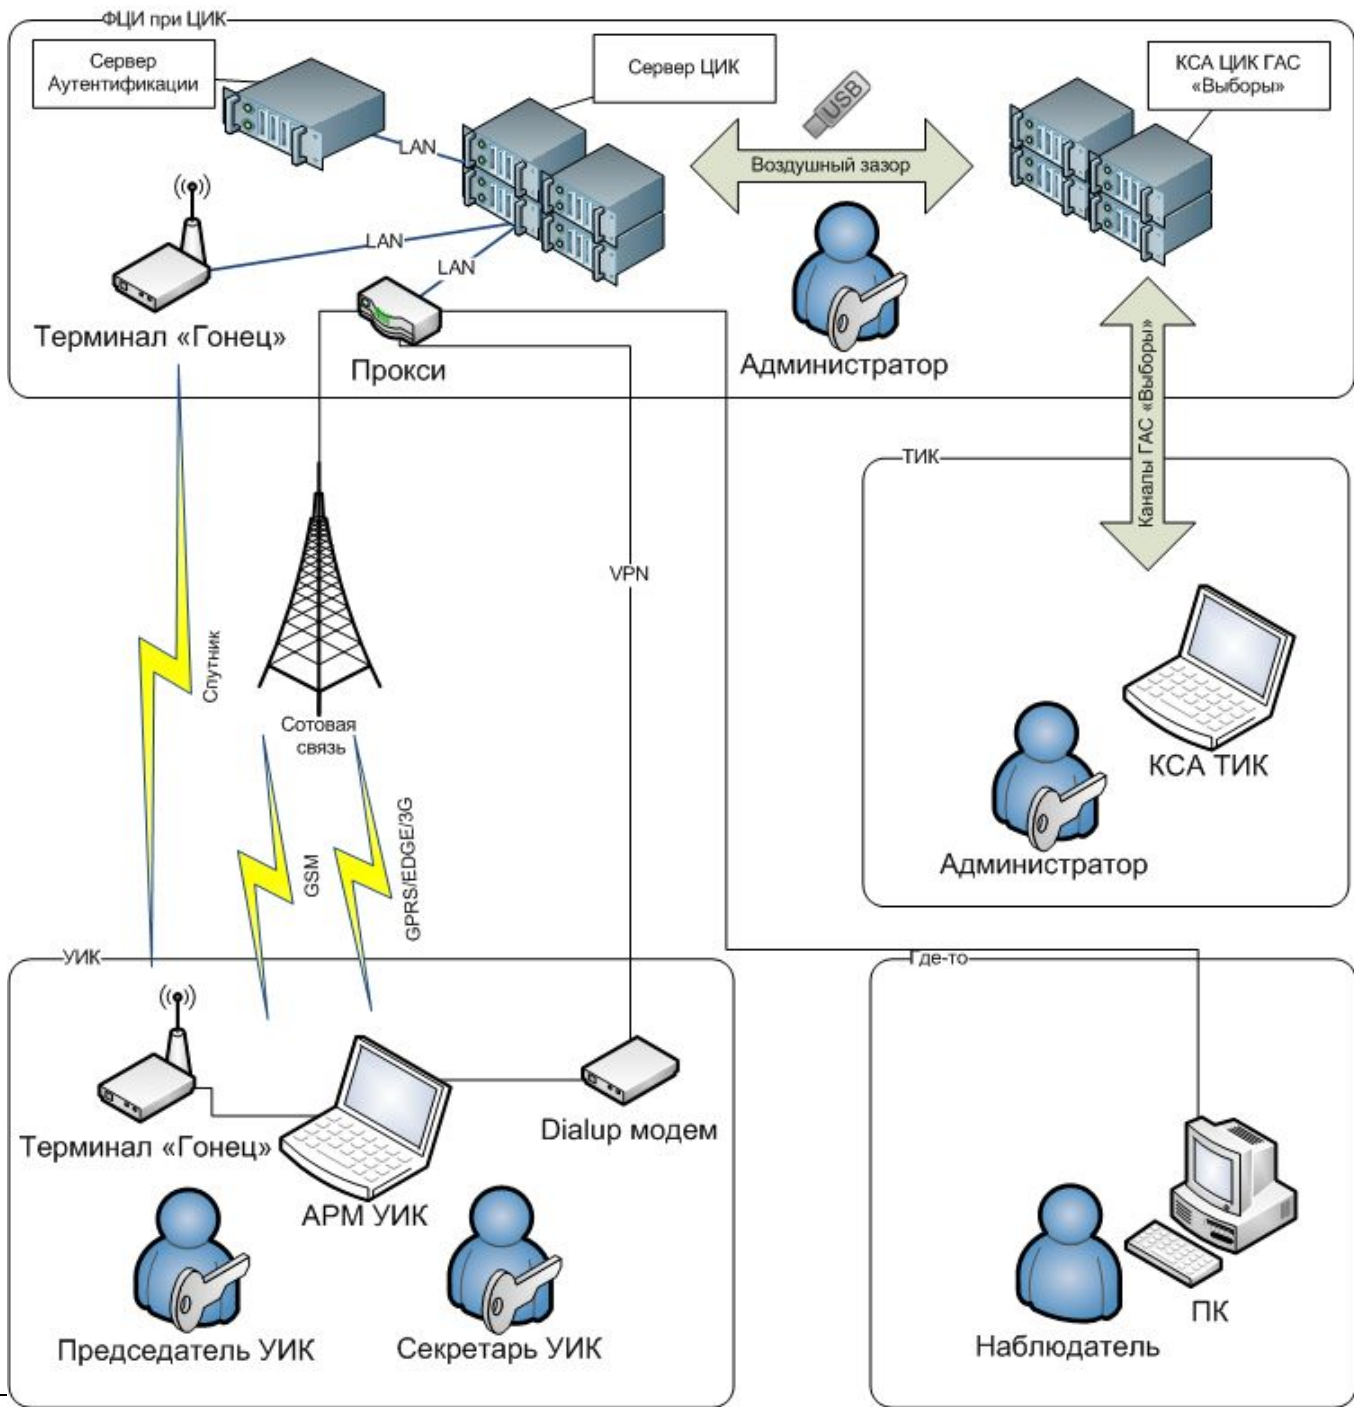 ФЦИ при ЦИК
Сервер
Аутентификации
Сервер ЦИК
USB
КСА ЦИК ГАС
«Выборы»
LAN
Воздушный зазор
LAN
LAN
Терминал «Гонец»
Прокси
Администратор
Каналы ГАС «Выборы»
ТИК
VPN
Спутник
Сотовая
связь
КСА ТИК
GSM
GPRS/EDGE/3G
Администратор
УИК
Где-то
Терминал «Гонец»
Dialup модем
АРМ УИК
ПК
Председатель УИК
Секретарь УИК
Наблюдатель